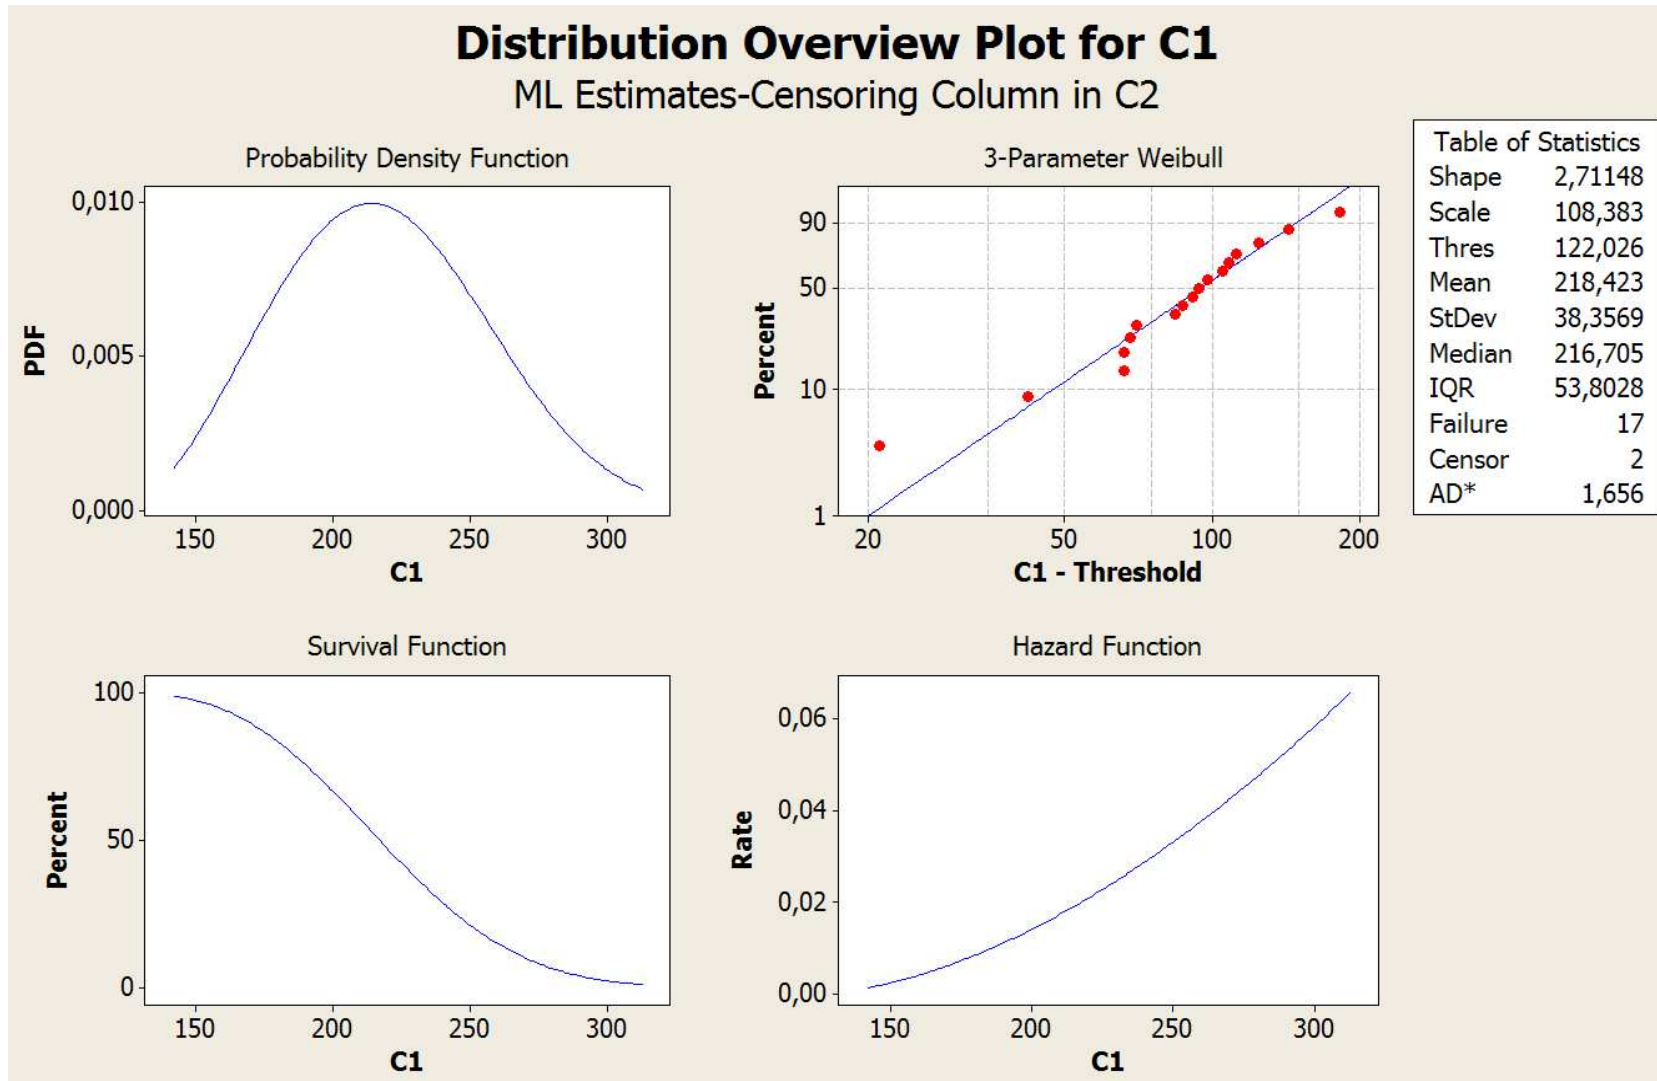 Distribution Overview Plot for C1
ML Estimates-Censoring Column in C2
Probability Density Function
0,010
0,005
0,000
PDF
150 200 250 300
C1
3-Parameter Weibull
90
50
10
1
Percent
20 50 100 200
C1 - Threshold
Table of Statistics
Shape 2,71148
Scale 108,383
Thres 122,026
Mean 218,423
StDev 38,3569
Median 216,705
IQR 53,8028
Failure 17
Censor 2
AD* 1,656
Survival Function
100
50
0
Percent
150 200 250 300
C1
Hazard Function
0,06
0,04
0,02
0,00
Rate
150 200 250 300
C1